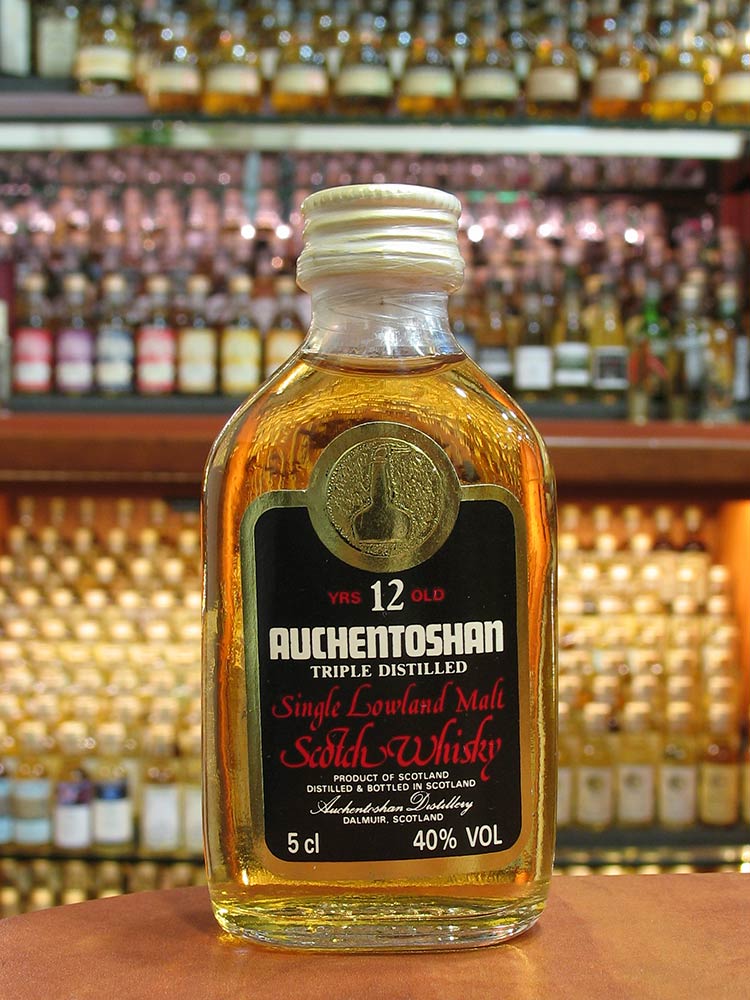 YRS 12 OLD
AUCHENTOSHAN
TRIPLE DISTILLED
Single Lowland Malt
Scotch Whisky
PRODUCT OF SCOTLAND
DISTILLED & BOTTLED IN SCOTLAND
Auchentoshan Distillery
DALMUIR, SCOTLAND
5 cl 40% VOL